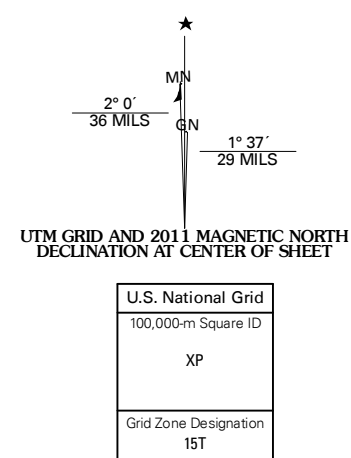 ★
MN
2° 0´
36 MILS
GN
1° 37´
29 MILS
UTM GRID AND 2011 MAGNETIC NORTH
DECLINATION AT CENTER OF SHEET
U.S. National Grid
100,000-m Square ID
XP
Grid Zone Designation
15T